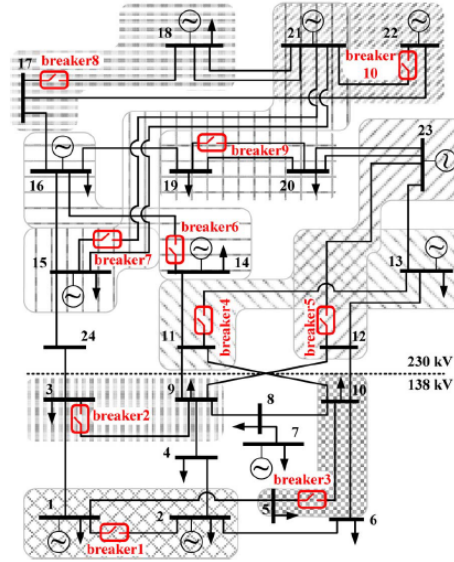 18
21
22
17
breaker8
breaker
10
23
breaker9
16
19
20
breaker6
13
15
breaker7
14
breaker4
breaker5
11
12
24
230 kV
138 kV
3
9
10
breaker2
8
7
4
breaker3
1
2
5
6
breaker1